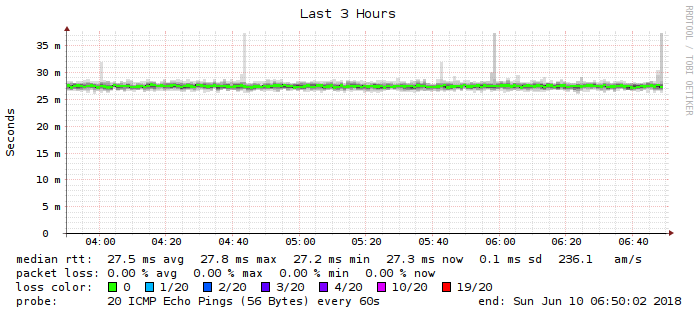 Last 3 Hours
RRDTOOL / TOBI OETIKER
Seconds
35 m
30 m
25 m
20 m
15 m
10 m
5 m
0
04:00 04:20 04:40 05:00 05:20 05:40 06:00 06:20 06:40
median rtt: 27.5 ms avg 27.8 ms max 27.2 ms min 27.3 ms now 0.1 ms sd 236.1 am/s
packet loss: 0.00 % avg 0.00 % max 0.00 % min 0.00 % now
loss color: 0 1/20 2/20 3/20 4/20 10/20 19/20
probe: 20 ICMP Echo Pings (56 Bytes) every 60s end: Sun Jun 10 06:50:02 2018